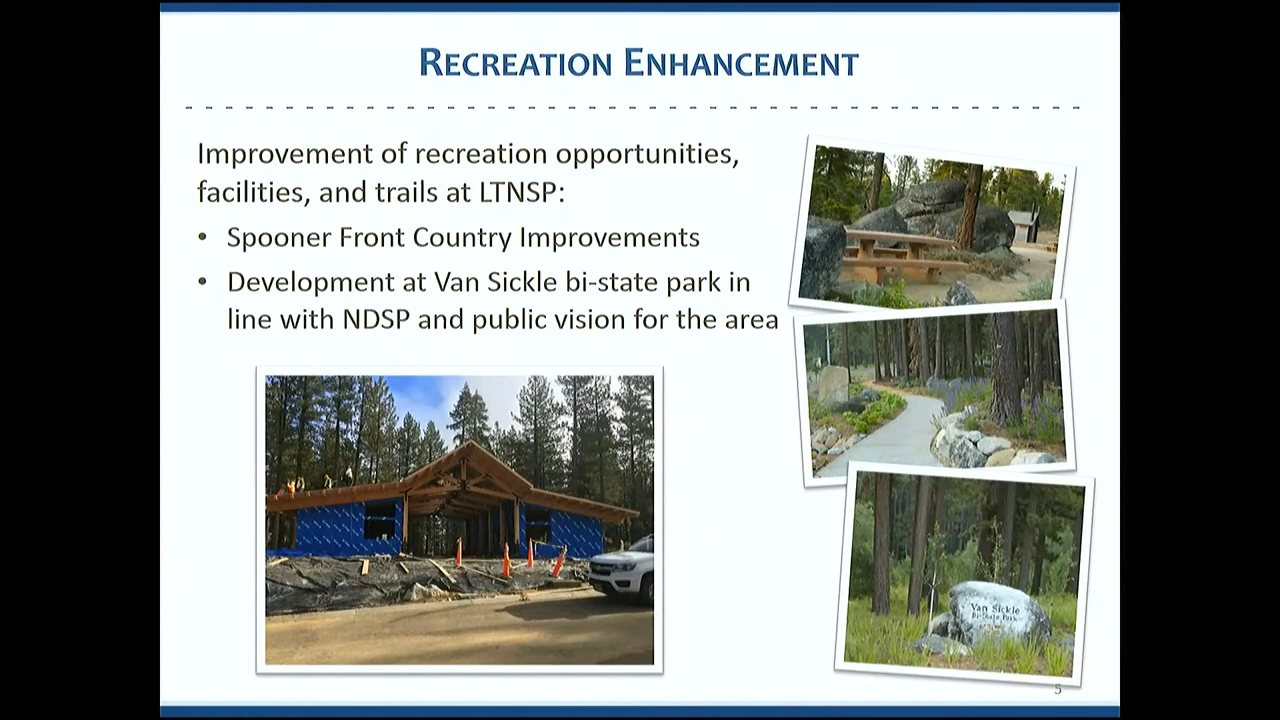 RECREATION ENHANCEMENT
Improvement of recreation opportunities,
facilities, and trails at LTNSP:
• Spooner Front Country Improvements
• Development at Van Sickle bi-state park in
line with NDSP and public vision for the area
Van Sickle
Bi-State Park
5